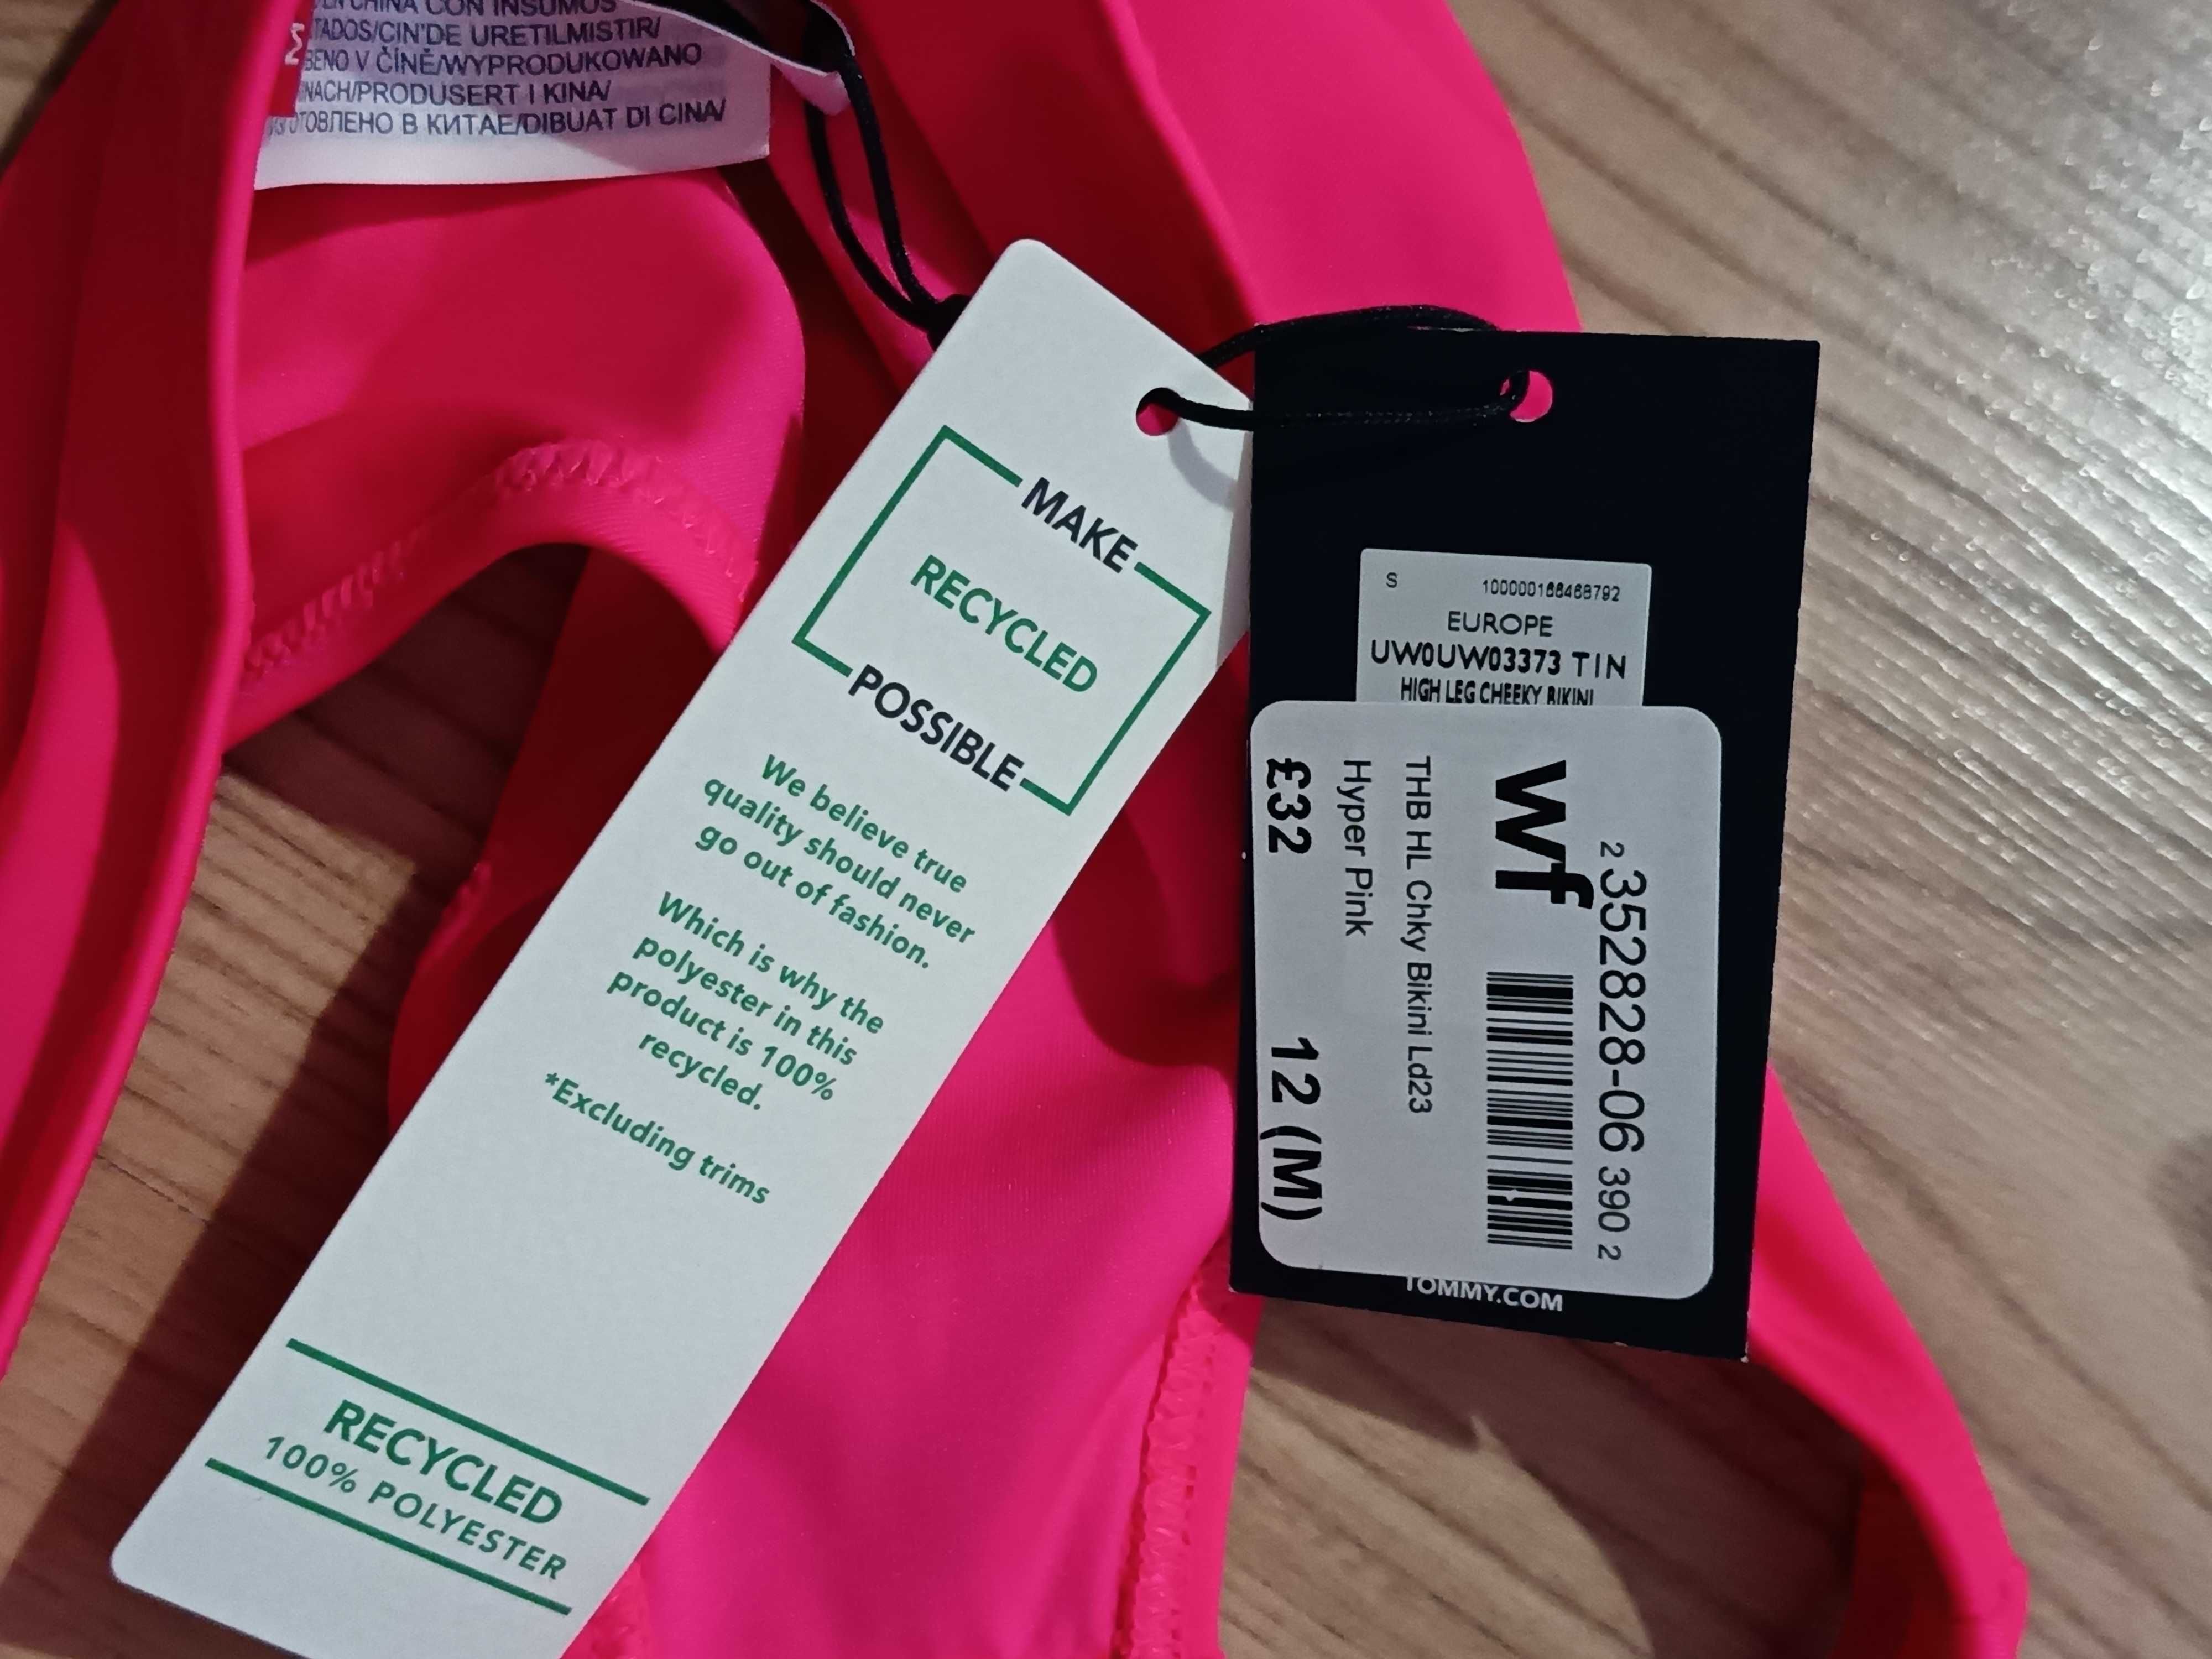 CHINA CON INSUMOS
TADOS/CIN'DE URETILMISTIR/
BENO V ČÍNĚ/WYPRODUKOWANO
NACH/PRODUSERT I KINA/
ОТОВЛЕНО В КИТАЕ/DIBUAT DI CINA/
M
MAKE
RECYCLED
POSSIBLE
We believe true
quality should never
go out of fashion.
Which is why the
polyester in this
product is 100%
recycled.
*Excluding trims
RECYCLED
100% POLYESTER
S 100000166468792
EUROPE
UW0UW03373 TIN
HIGH LEG CHEEKY BIKINI
2 352828-06 390 2
wf
THB HL Chky Bikini Ld23
Hyper Pink
£32 12 (M)
TOMMY.COM